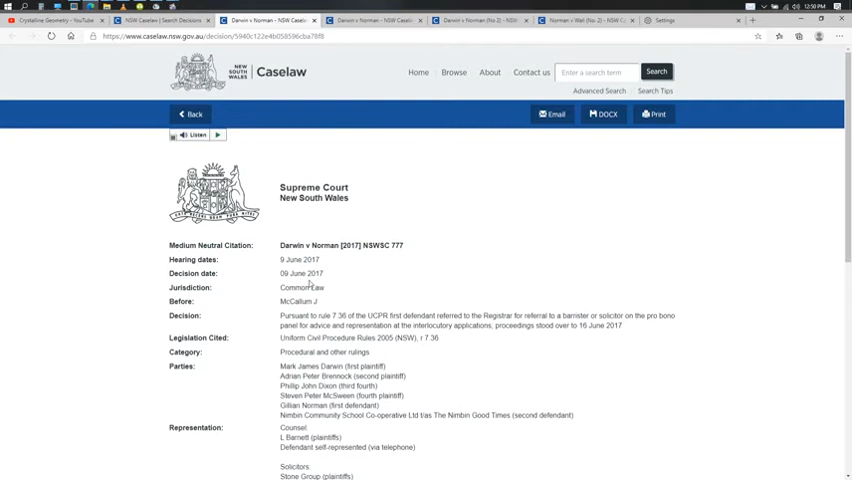 Crystalline Geometry - YouTube
NSW Caselaw | Search Decisions
Darwin v Norman - NSW Caselaw
Darwin v Norman - NSW Caselaw
Darwin v Norman (No 2) - NSW
Norman v Wall (No. 2) - NSW C
Settings
12:50 PM
https://www.caselaw.nsw.gov.au/decision/5940c122e4b058596cba78f8
NEW SOUTH WALES
Caselaw
Home Browse About Contact us Enter a search term Search
Advanced Search Search Tips
Back Email DOCX Print
Listen
Supreme Court
New South Wales
Medium Neutral Citation: Darwin v Norman [2017] NSWSC 777
Hearing dates: 9 June 2017
Decision date: 09 June 2017
Jurisdiction: Common Law
Before: McCallum J
Decision: Pursuant to rule 7.36 of the UCPR first defendant referred to the Registrar for referral to a barrister or solicitor on the pro bono
panel for advice and representation at the interlocutory applications, proceedings stood over to 16 June 2017
Legislation Cited: Uniform Civil Procedure Rules 2005 (NSW), r 7.36
Category: Procedural and other rulings
Parties: Mark James Darwin (first plaintiff)
Adrian Peter Brennock (second plaintiff)
Phillip John Dixon (third fourth)
Steven Peter McSween (fourth plaintiff)
Gillian Norman (first defendant)
Nimbin Community School Co-operative Ltd t/as The Nimbin Good Times (second defendant)
Representation: Counsel
L Barnett (plaintiffs)
Defendant self-represented (via telephone)
Solicitors
Stone Group (plaintiffs)